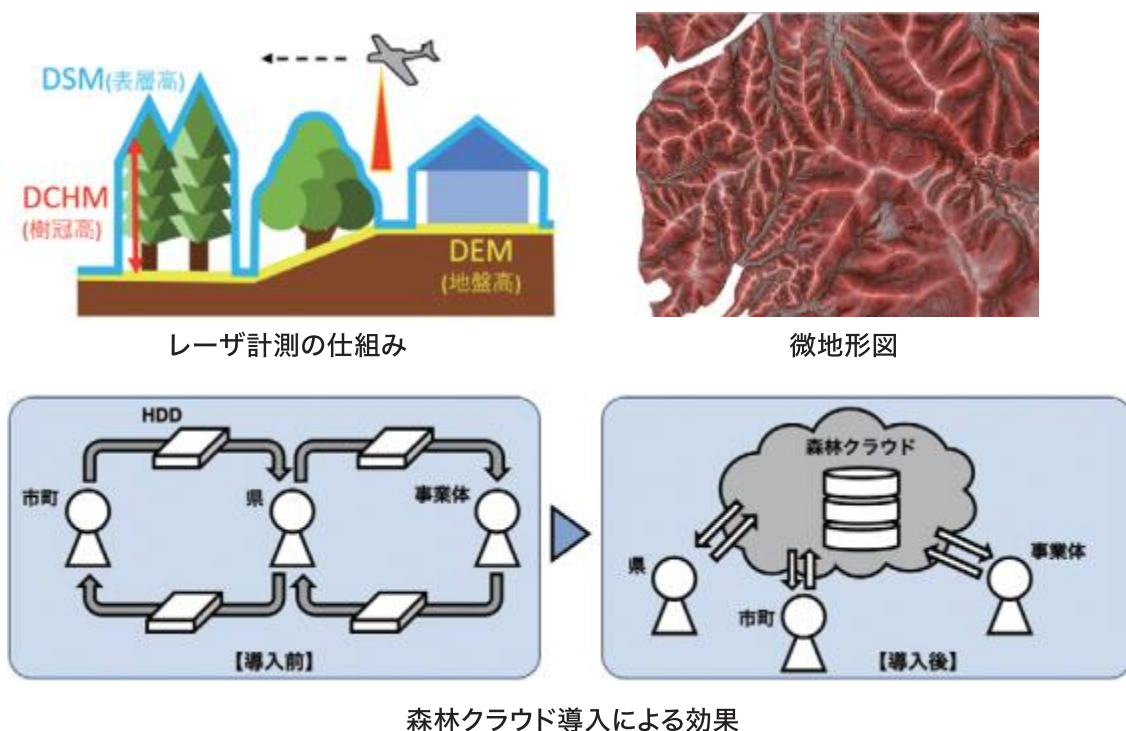 DSM(表層高)
DCHM
(樹冠高)
DEM
(地盤高)
レーザ計測の仕組み
微地形図
HDD
市町
県
事業体
【導入前】
森林クラウド
県
市町
事業体
【導入後】
森林クラウド導入による効果